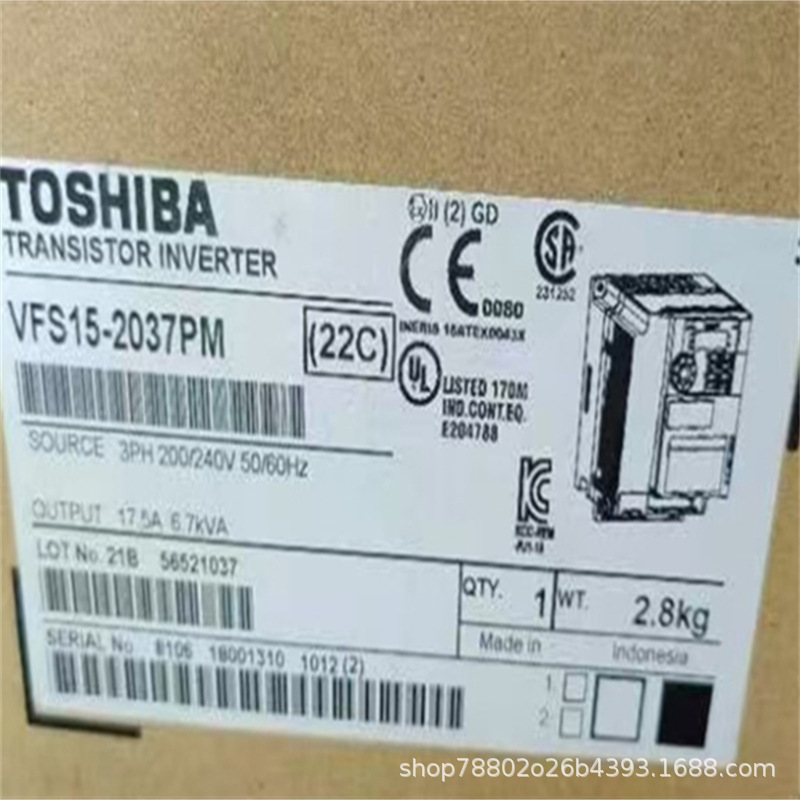 TOSHIBA
TRANSISTOR INVERTER
VFS15-2037PM
(22C)
SOURCE 3PH 200/240V 50/60Hz
OUTPUT 17.5A 6.7kVA
LOT No. 21B 56521037
SERIAL No 8106 18001310 1012 (2)
II (2) GD
CE 0080
INERIS 16ATEX0043X
SA
231252
UL LISTED 170M
IND.CONT.EQ.
E204788
QTY. 1
WT. 2.8kg
Made in Indonesia
1
2
shop78802o26b4393.1688.com